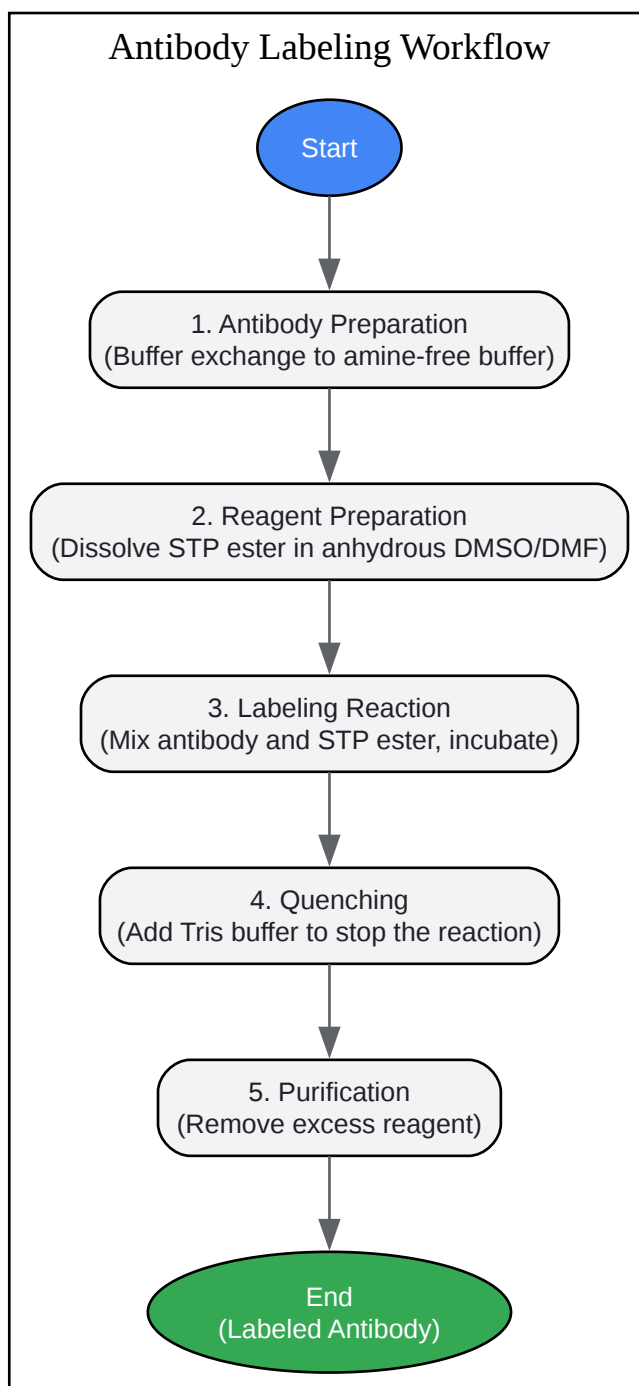 Antibody Labeling Workflow
Start
1. Antibody Preparation
(Buffer exchange to amine-free buffer)
2. Reagent Preparation
(Dissolve STP ester in anhydrous DMSO/DMF)
3. Labeling Reaction
(Mix antibody and STP ester, incubate)
4. Quenching
(Add Tris buffer to stop the reaction)
5. Purification
(Remove excess reagent)
End
(Labeled Antibody)